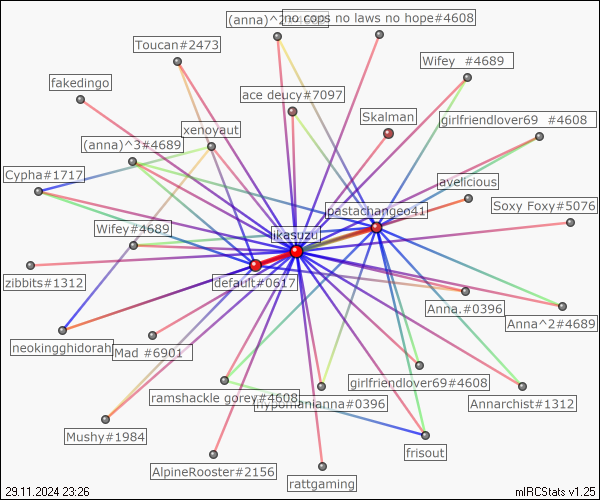 (anna)^2#4689
no cops no laws no hope#4608
Toucan#2473
Wifey #4689
fakedingo
ace deucy#7097
Skalman
girlfriendlover69 #4608
xenoyaut
(anna)^3#4689
Cypha#1717
avelicious
Soxy Foxy#5076
pastachangeo41
Wifey#4689
ikasuzu
zibbits#1312
default#0617
Anna.#0396
Anna^2#4689
neokingghidorah
Mad #6901
girlfriendlover69#4608
ramshackle gorey#4608
hypomanianna#0396
Annarchist#1312
Mushy#1984
frisout
AlpineRooster#2156
rattgaming
29.11.2024 23:26
mIRCStats v1.25